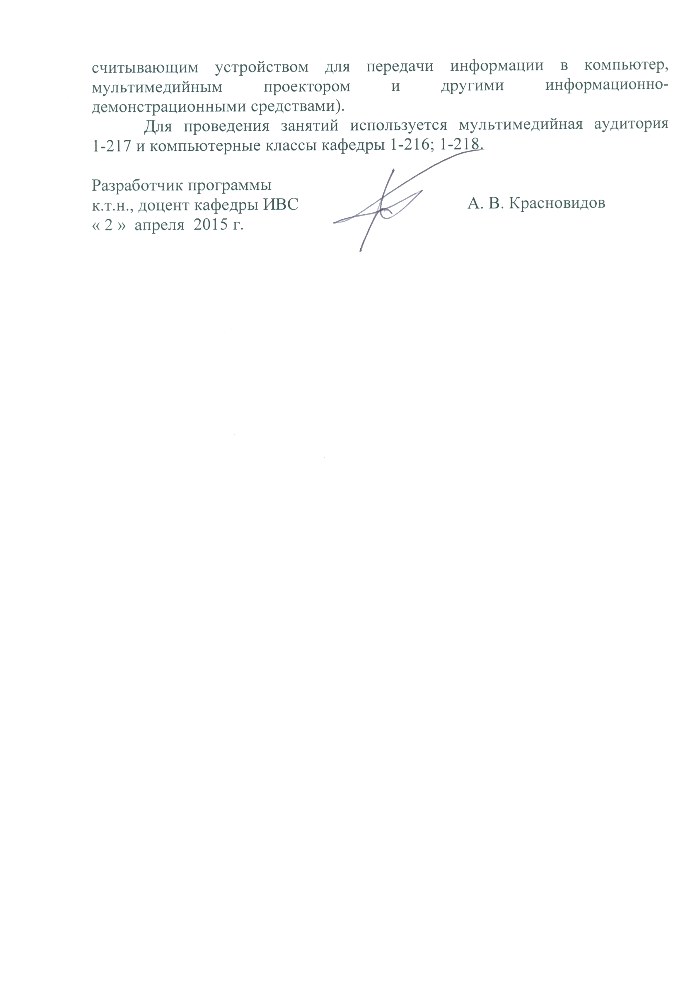 считывающим устройством для передачи информации в компьютер,
мультимедийным проектором и другими информационно-
демонстрационными средствами).
Для проведения занятий используется мультимедийная аудитория
1-217 и компьютерные классы кафедры 1-216; 1-218.
Разработчик программы
к.т.н., доцент кафедры ИВС А. В. Красновидов
« 2 » апреля 2015 г.